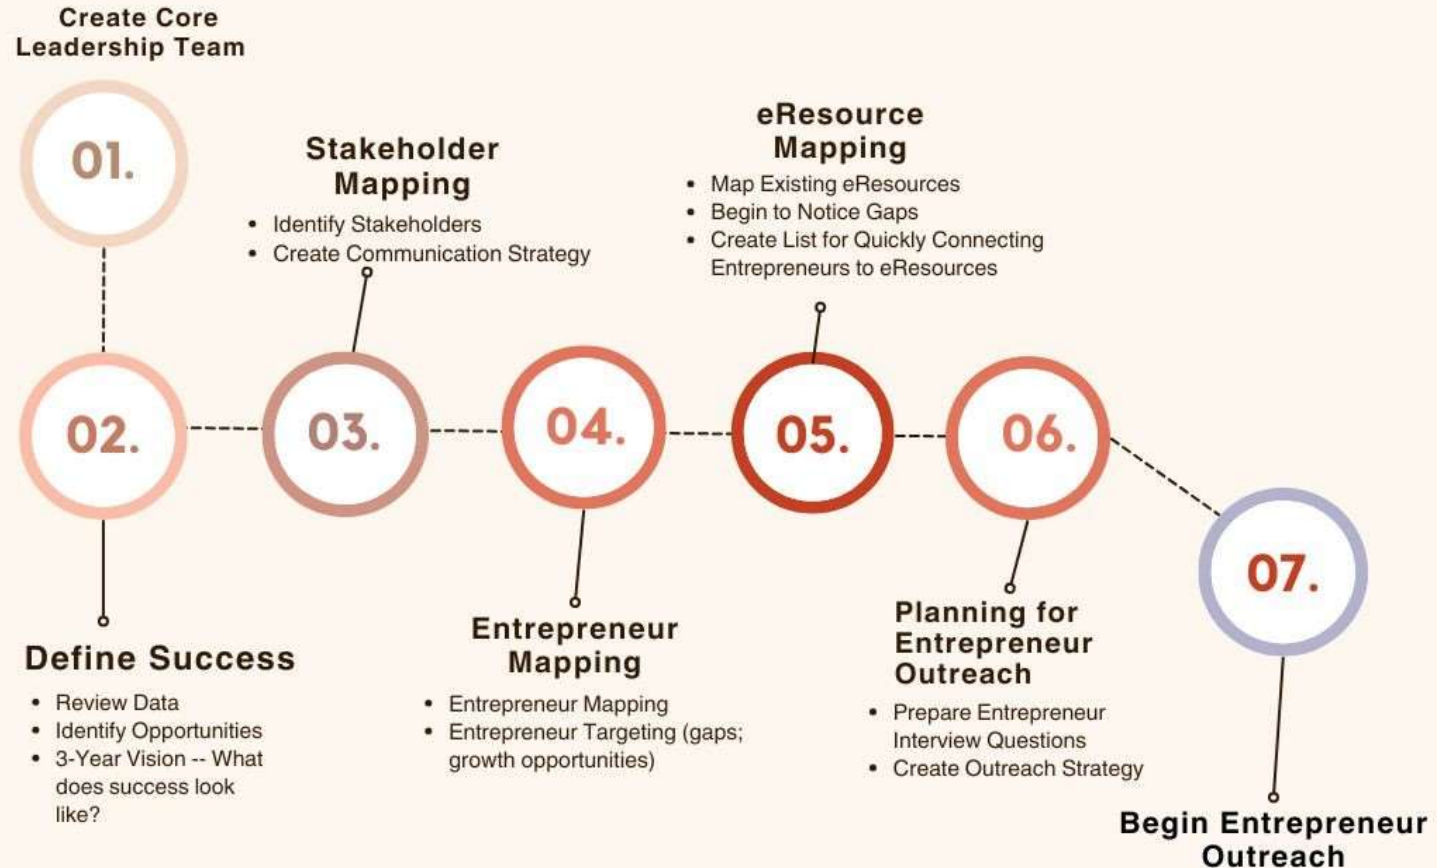 Create Core
Leadership Team
01.
02.
Define Success
• Review Data
• Identify Opportunities
• 3-Year Vision -- What
does success look
like?
Stakeholder
Mapping
• Identify Stakeholders
• Create Communication Strategy
03.
04.
Entrepreneur
Mapping
• Entrepreneur Mapping
• Entrepreneur Targeting (gaps;
growth opportunities)
eResource
Mapping
• Map Existing eResources
• Begin to Notice Gaps
• Create List for Quickly Connecting
Entrepreneurs to eResources
05.
06.
Planning for
Entrepreneur
Outreach
• Prepare Entrepreneur
Interview Questions
• Create Outreach Strategy
07.
Begin Entrepreneur
Outreach